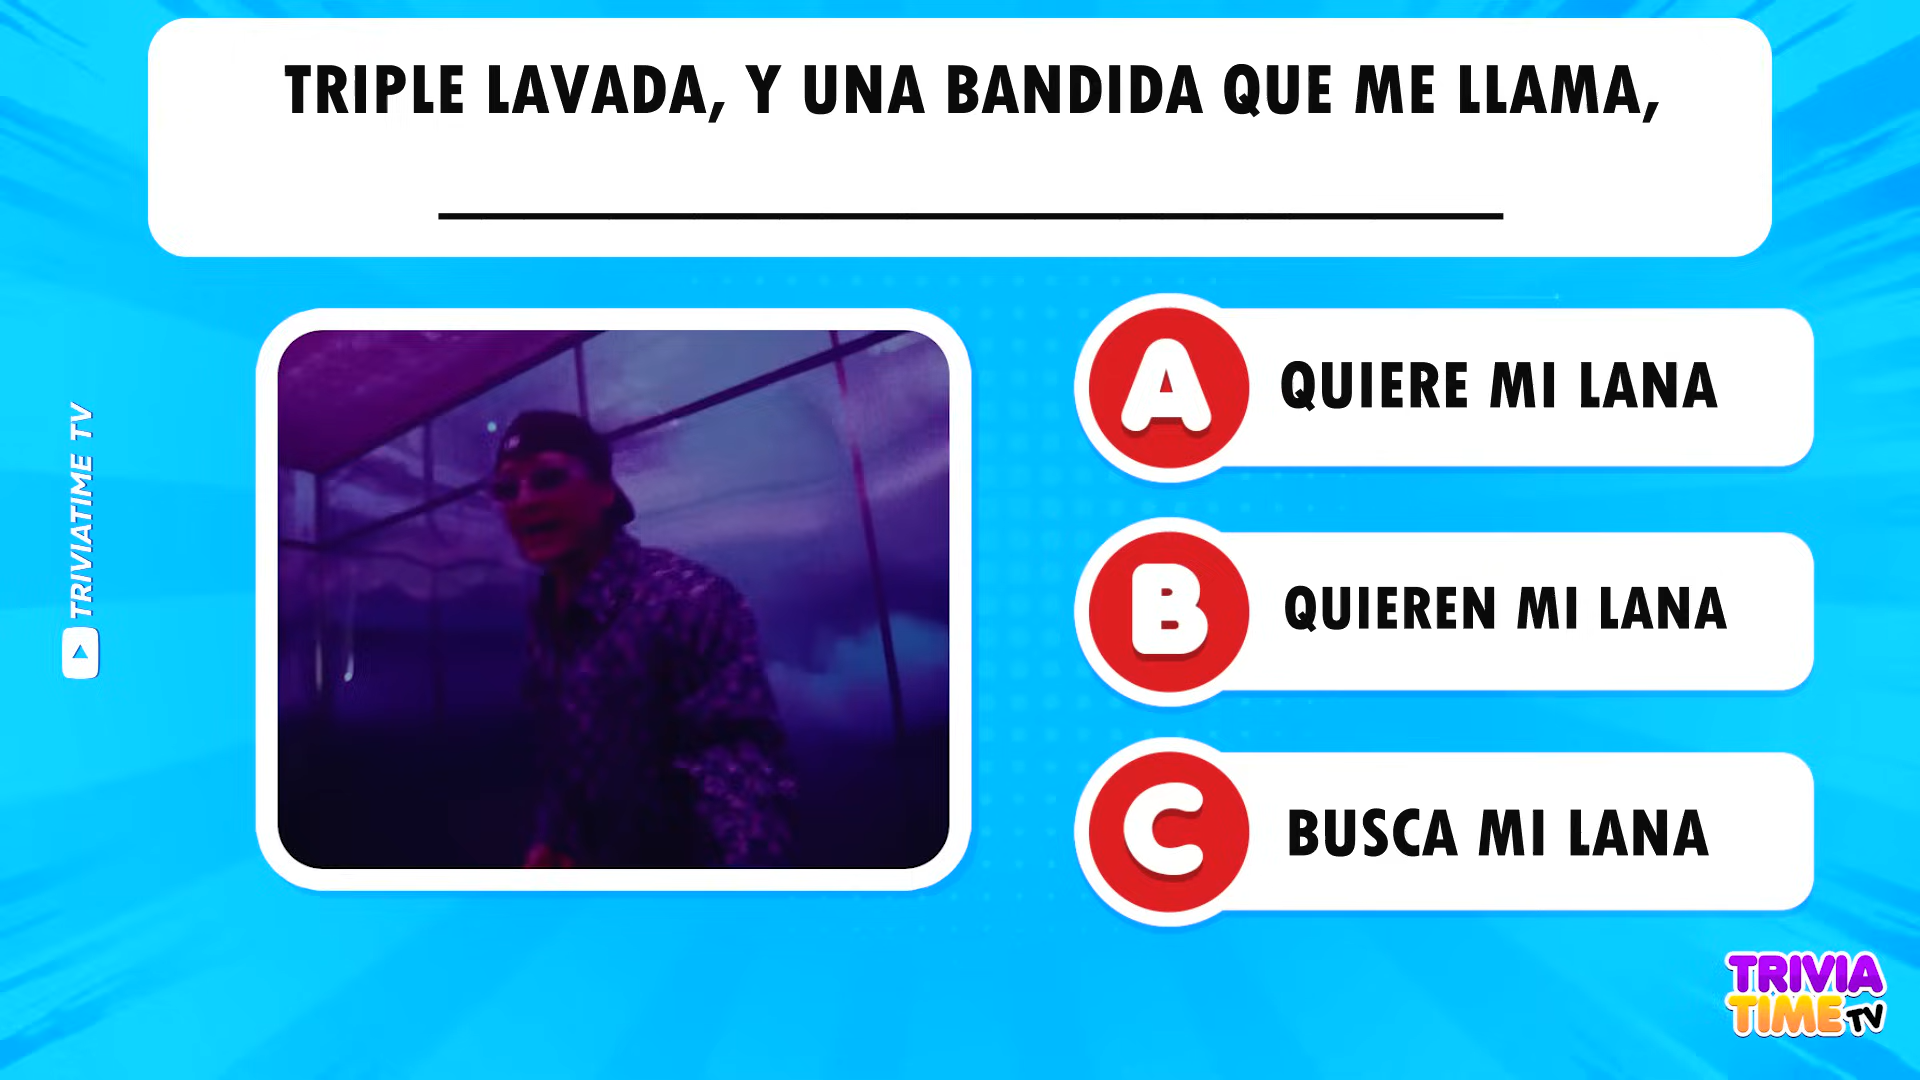 TRIPLE LAVADA, Y UNA BANDIDA QUE ME LLAMA,
A QUIERE MI LANA
B QUIEREN MI LANA
C BUSCA MI LANA
TRIVIATIME TV
TRIVIA
TIME TV